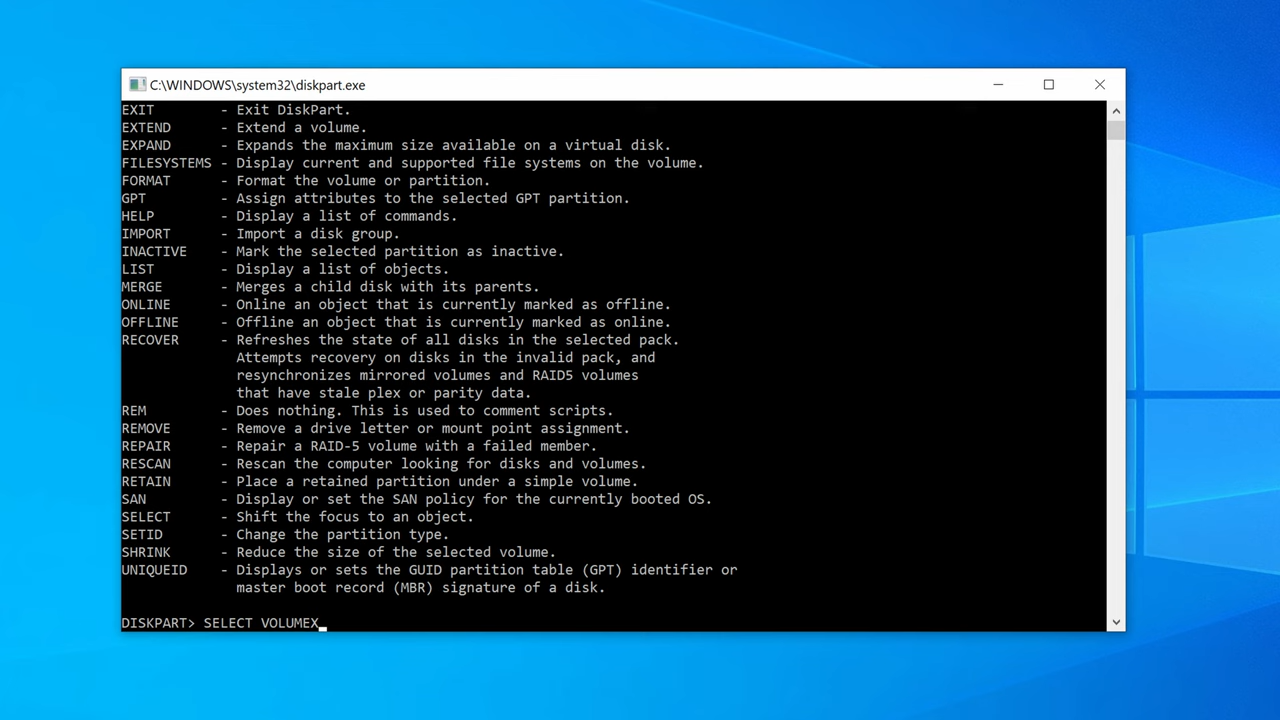 C:\WINDOWS\system32\diskpart.exe
EXIT - Exit DiskPart.
EXTEND - Extend a volume.
EXPAND - Expands the maximum size available on a virtual disk.
FILESYSTEMS - Display current and supported file systems on the volume.
FORMAT - Format the volume or partition.
GPT - Assign attributes to the selected GPT partition.
HELP - Display a list of commands.
IMPORT - Import a disk group.
INACTIVE - Mark the selected partition as inactive.
LIST - Display a list of objects.
MERGE - Merges a child disk with its parents.
ONLINE - Online an object that is currently marked as offline.
OFFLINE - Offline an object that is currently marked as online.
RECOVER - Refreshes the state of all disks in the selected pack.
Attempts recovery on disks in the invalid pack, and
resynchronizes mirrored volumes and RAID5 volumes
that have stale plex or parity data.
REM - Does nothing. This is used to comment scripts.
REMOVE - Remove a drive letter or mount point assignment.
REPAIR - Repair a RAID-5 volume with a failed member.
RESCAN - Rescan the computer looking for disks and volumes.
RETAIN - Place a retained partition under a simple volume.
SAN - Display or set the SAN policy for the currently booted OS.
SELECT - Shift the focus to an object.
SETID - Change the partition type.
SHRINK - Reduce the size of the selected volume.
UNIQUEID - Displays or sets the GUID partition table (GPT) identifier or
master boot record (MBR) signature of a disk.
DISKPART> SELECT VOLUMEX